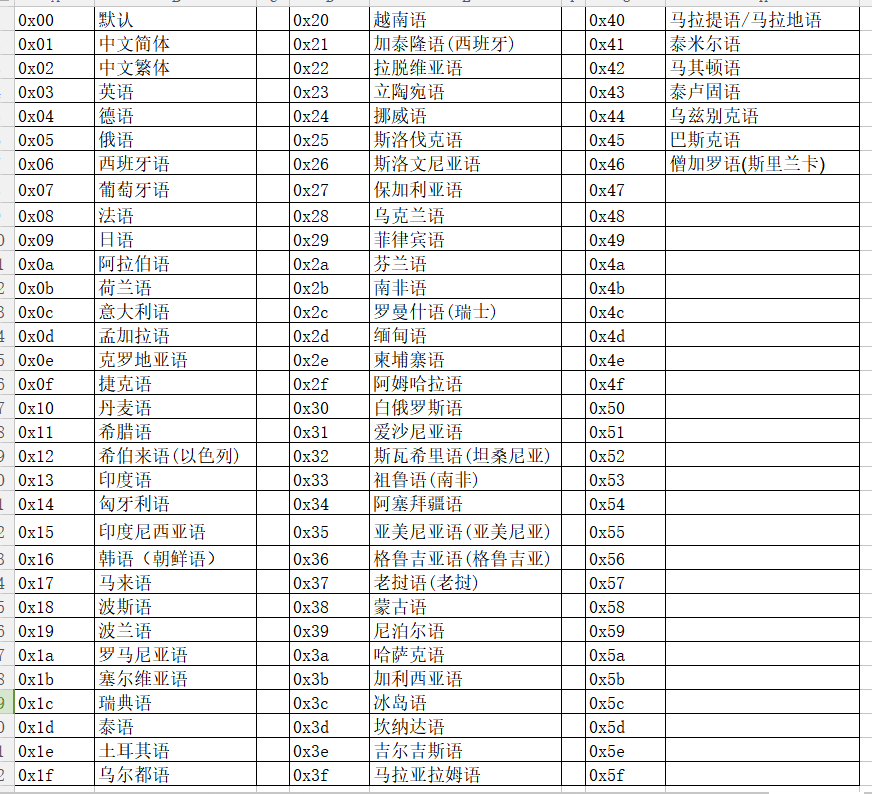 0x00 默认 0x20 越南语 0x40 马拉提语/马拉地语
0x01 中文简体 0x21 加泰隆语(西班牙) 0x41 泰米尔语
0x02 中文繁体 0x22 拉脱维亚语 0x42 马其顿语
0x03 英语 0x23 立陶宛语 0x43 泰卢固语
0x04 德语 0x24 挪威语 0x44 乌兹别克语
0x05 俄语 0x25 斯洛伐克语 0x45 巴斯克语
0x06 西班牙语 0x26 斯洛文尼亚语 0x46 僧加罗语(斯里兰卡)
0x07 葡萄牙语 0x27 保加利亚语 0x47
0x08 法语 0x28 乌克兰语 0x48
0x09 日语 0x29 菲律宾语 0x49
0x0a 阿拉伯语 0x2a 芬兰语 0x4a
0x0b 荷兰语 0x2b 南非语 0x4b
0x0c 意大利语 0x2c 罗曼什语(瑞士) 0x4c
0x0d 孟加拉语 0x2d 缅甸语 0x4d
0x0e 克罗地亚语 0x2e 柬埔寨语 0x4e
0x0f 捷克语 0x2f 阿姆哈拉语 0x4f
0x10 丹麦语 0x30 白俄罗斯语 0x50
0x11 希腊语 0x31 爱沙尼亚语 0x51
0x12 希伯来语(以色列) 0x32 斯瓦希里语(坦桑尼亚) 0x52
0x13 印度语 0x33 祖鲁语(南非) 0x53
0x14 匈牙利语 0x34 阿塞拜疆语 0x54
0x15 印度尼西亚语 0x35 亚美尼亚语(亚美尼亚) 0x55
0x16 韩语（朝鲜语） 0x36 格鲁吉亚语(格鲁吉亚) 0x56
0x17 马来语 0x37 老挝语(老挝) 0x57
0x18 波斯语 0x38 蒙古语 0x58
0x19 波兰语 0x39 尼泊尔语 0x59
0x1a 罗马尼亚语 0x3a 哈萨克语 0x5a
0x1b 塞尔维亚语 0x3b 加利西亚语 0x5b
0x1c 瑞典语 0x3c 冰岛语 0x5c
0x1d 泰语 0x3d 坎纳达语 0x5d
0x1e 土耳其语 0x3e 吉尔吉斯语 0x5e
0x1f 乌尔都语 0x3f 马拉亚拉姆语 0x5f